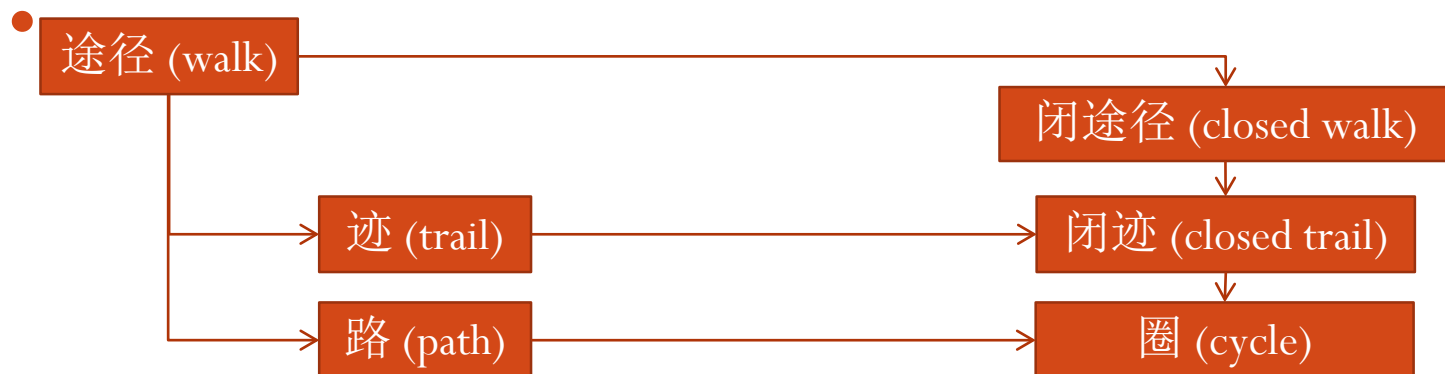 途径 (walk)
闭途径 (closed walk)
迹 (trail)
闭迹 (closed trail)
路 (path)
圈 (cycle)